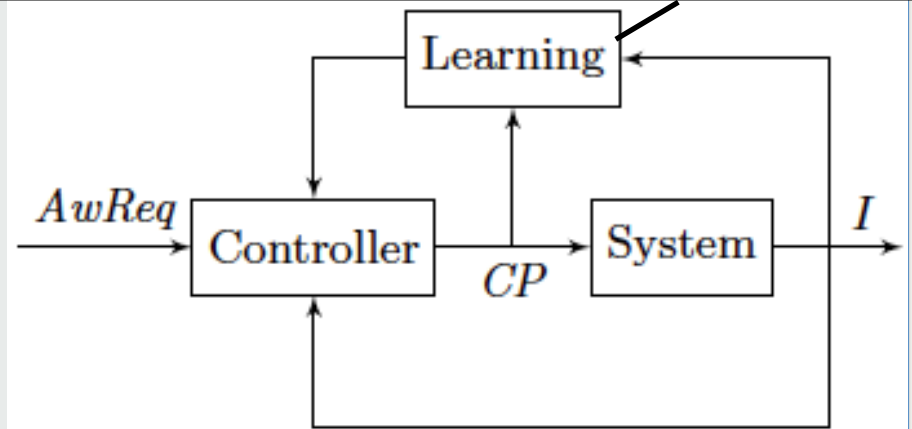 Learning
AwReq
Controller
CP
System
I